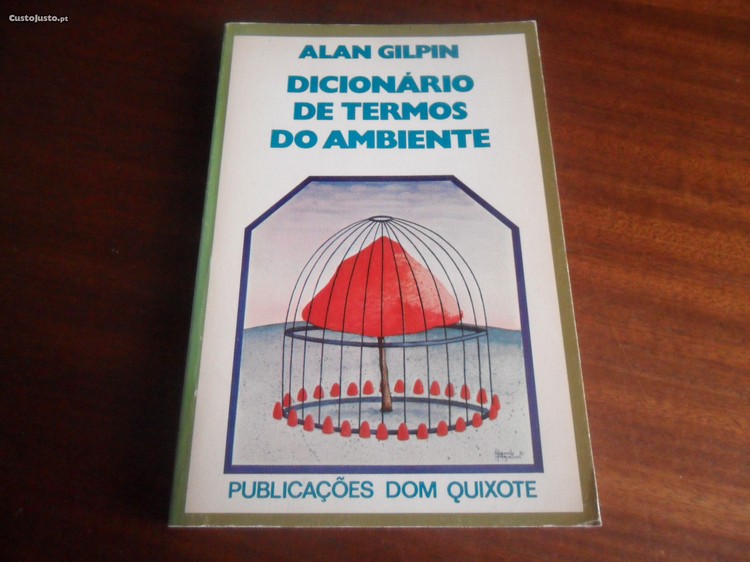 CustoJusto.pt
ALAN GILPIN
DICIONÁRIO
DE TERMOS
DO AMBIENTE
PUBLICAÇÕES DOM QUIXOTE